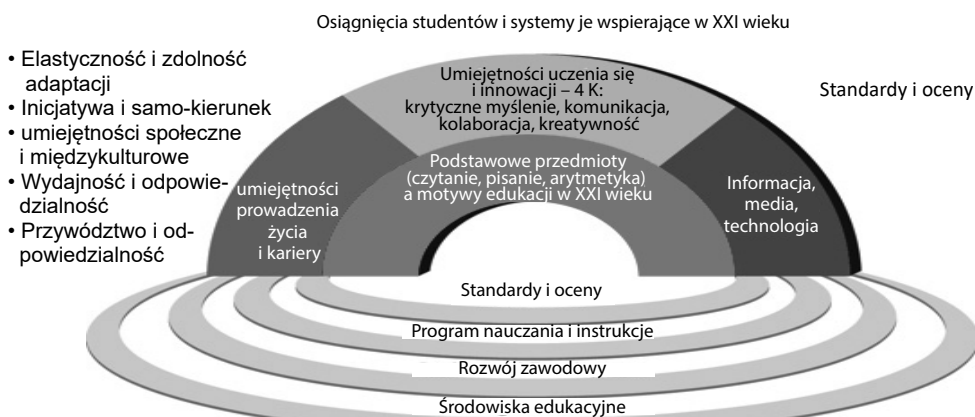 Osiągnięcia studentów i systemy je wspierające w XXI wieku
• Elastyczność i zdolność
adaptacji
• Inicjatywa i samo-kierunek
• umiejętności społeczne
i międzykulturowe
• Wydajność i odpowie-
dzialność
• Przywództwo i od-
powiedzialność
Umiejętności uczenia się
i innowacji – 4 K:
krytyczne myślenie, komunikacja,
kolaboracja, kreatywność
Standardy i oceny
Podstawowe przedmioty
(czytanie, pisanie, arytmetyka)
a motywy edukacji w XXI wieku
umiejętności
prowadzenia
życia
i kariery
Informacja,
media,
technologia
Standardy i oceny
Program nauczania i instrukcje
Rozwój zawodowy
Środowiska edukacyjne